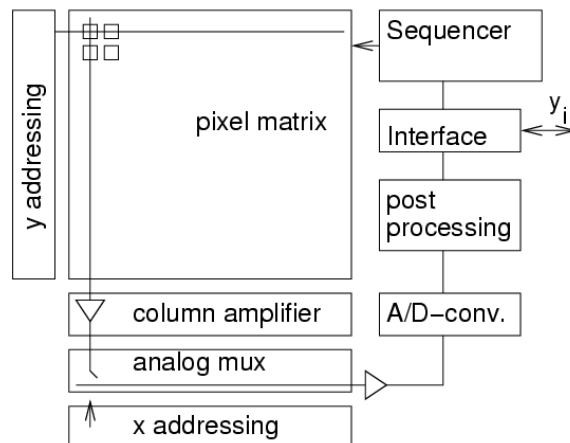 y addressing
pixel matrix
Sequencer
Interface
y i
post
processing
column amplifier
A/D-conv.
analog mux
x addressing